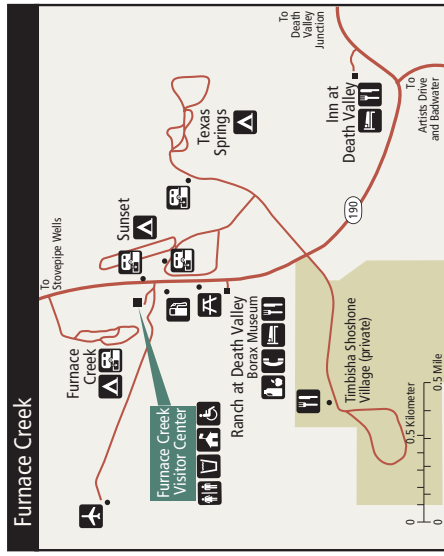 Furnace Creek
To
Stovepipe Wells
Sunset
Texas
Springs
Furnace
Creek
Furnace Creek
Visitor Center
Ranch at Death Valley
Borax Museum
190
To
Death
Valley
Junction
Inn at
Death Valley
To
Artists Drive
and Badwater
Timbisha Shoshone
Village (private)
0
0.5 Kilometer
0
0.5 Mile